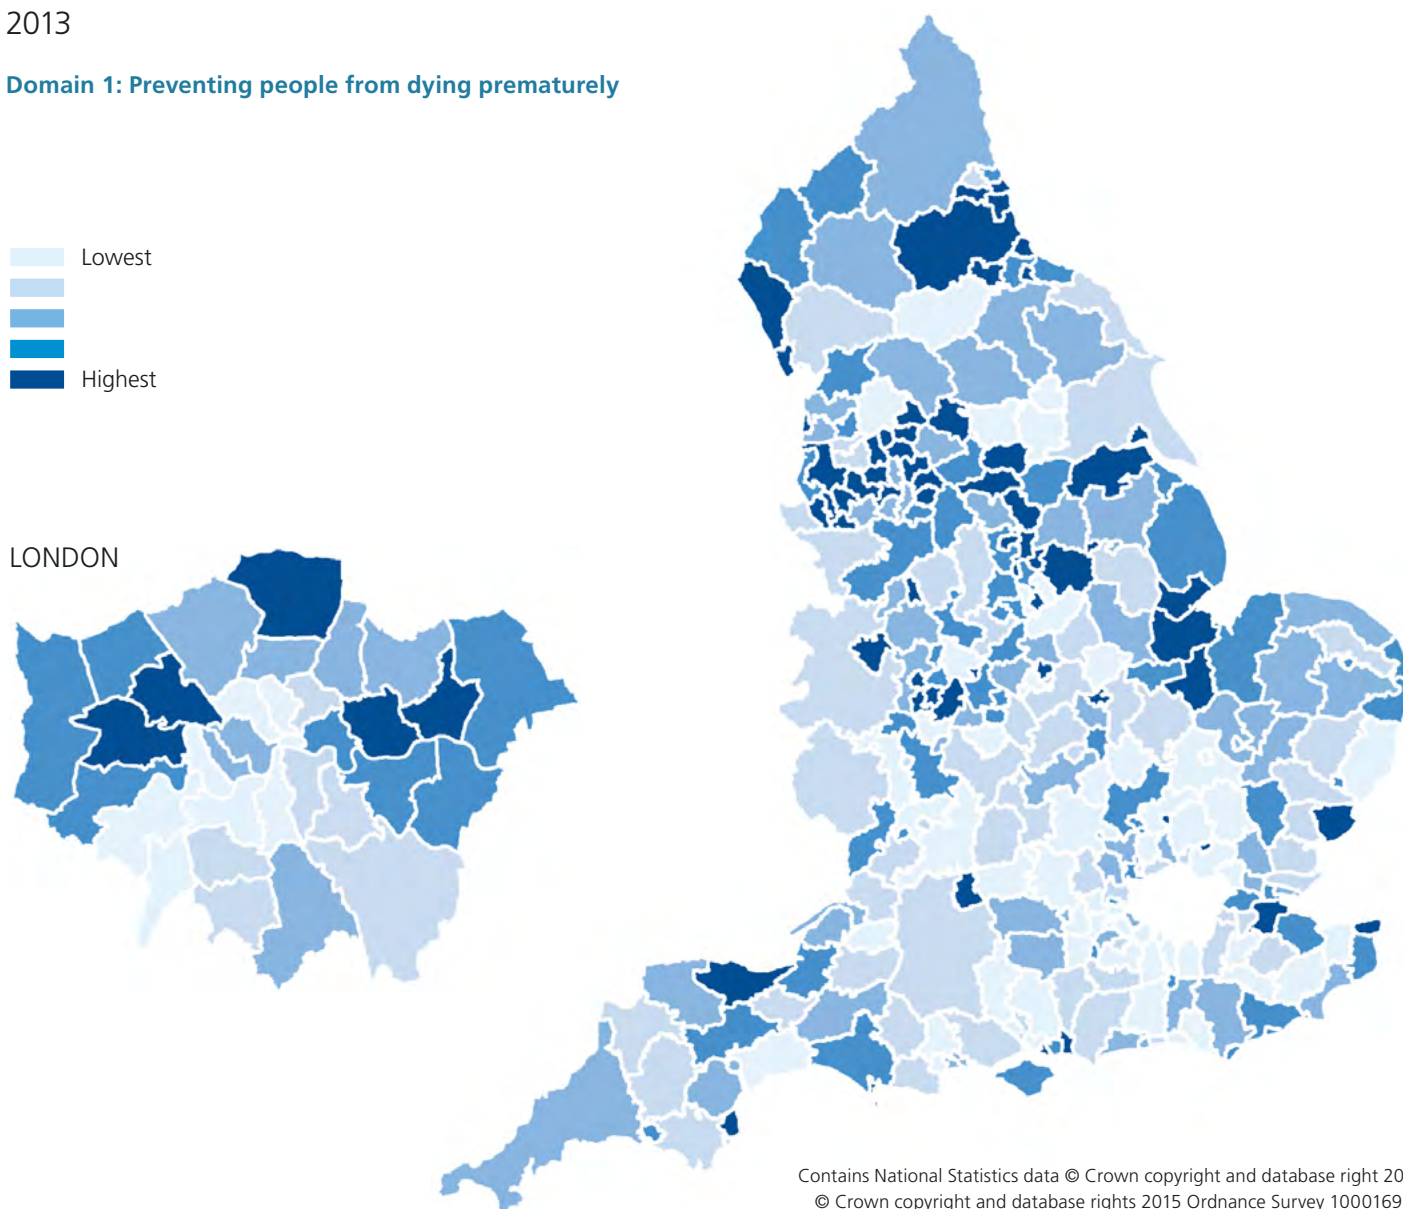 2013
Domain 1: Preventing people from dying prematurely
Lowest
Highest
LONDON
Contains National Statistics data © Crown copyright and database right 20
© Crown copyright and database rights 2015 Ordnance Survey 1000169